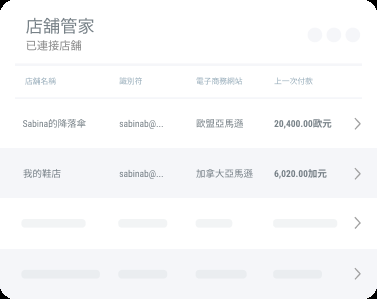 店舖管家
已連接店舖
店舖名稱 識別符 電子商務網站 上一次付款
Sabina的降落傘 sabinab@... 歐盟亞馬遜 20,400.00歐元
我的鞋店 sabinab@... 加拿大亞馬遜 6,020.00加元